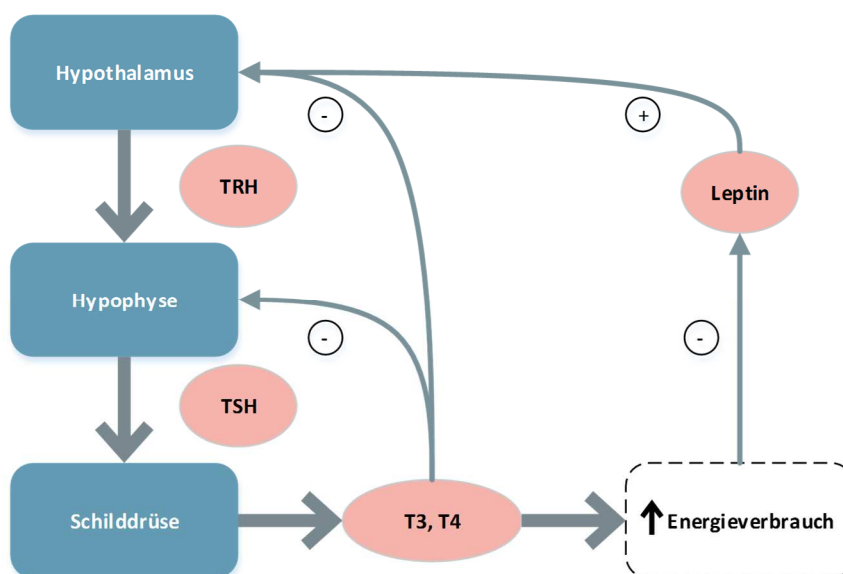 Hypothalamus
-
+
TRH
Leptin
Hypophyse
-
-
TSH
Schilddrüse
T3, T4
Energieverbrauch